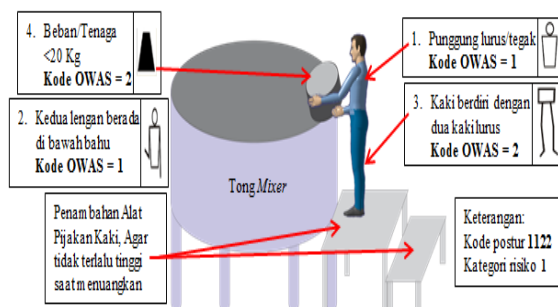 4. Beban/Tenaga
<20 Kg
Kode OWAS = 2
1. Punggung lurus/tegak
Kode OWAS = 1
2. Kedua lengan berada
di bawah bahu
Kode OWAS = 1
3. Kaki berdiri dengan
dua kaki lurus
Kode OWAS = 2
Tong Mixer
Penambahan Alat
Pijakan Kaki, Agar
tidak terlalu tinggi
saat menuangkan
Keterangan:
Kode postur 1122
Kategori risiko 1